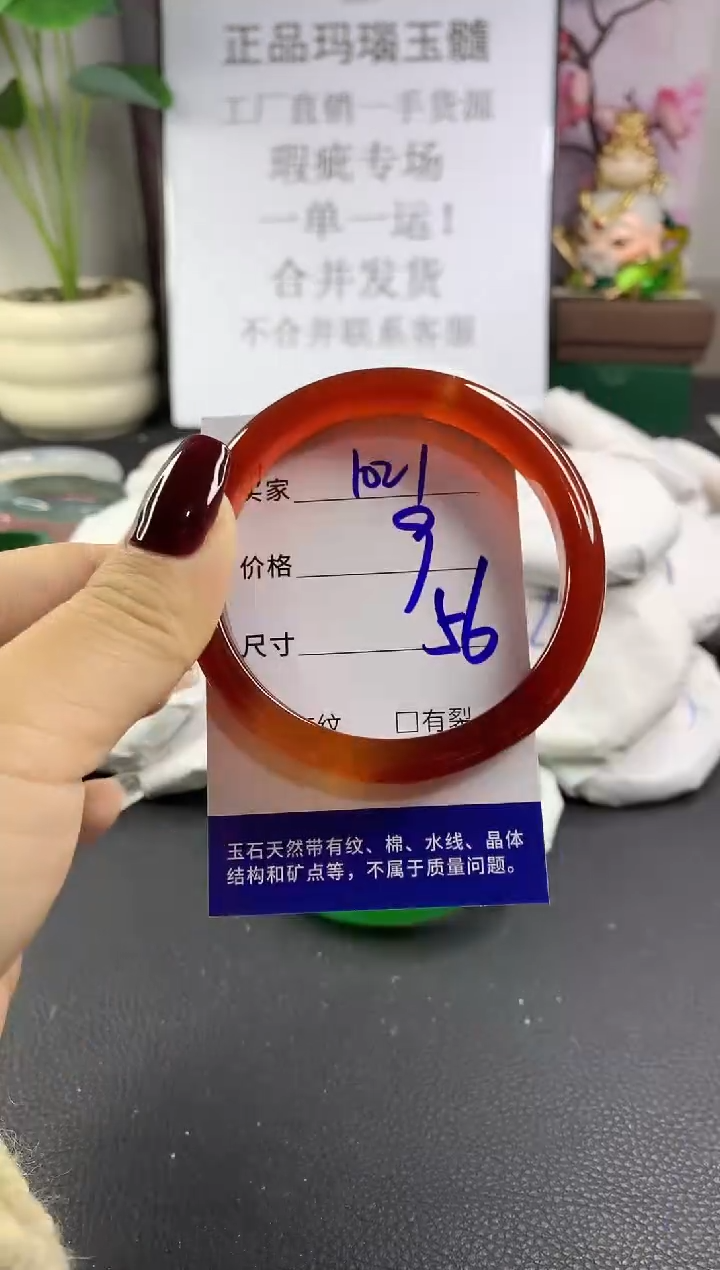 正品玛瑙玉髓
工厂直销一手货源
瑕疵专场
一单一运！
合并发货
不合并联系客服
买家 1021
价格 9
尺寸 56
纹 □有裂
玉石天然带有纹、棉、水线、晶体
结构和矿点等，不属于质量问题。